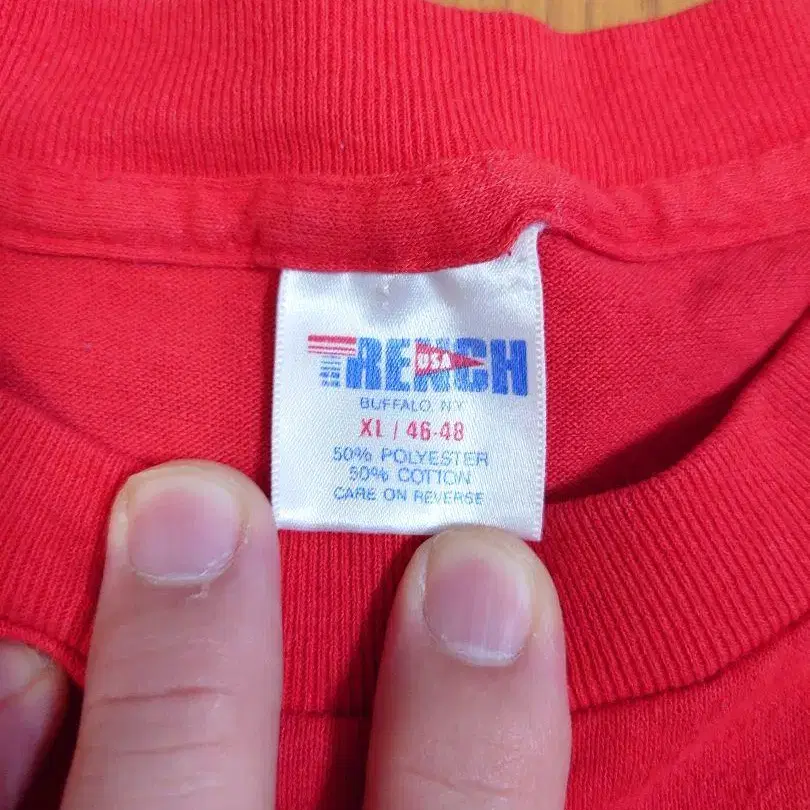 TRENCH
USA
BUFFALO, NY
XL / 46-48
50% POLYESTER
50% COTTON
CARE ON REVERSE